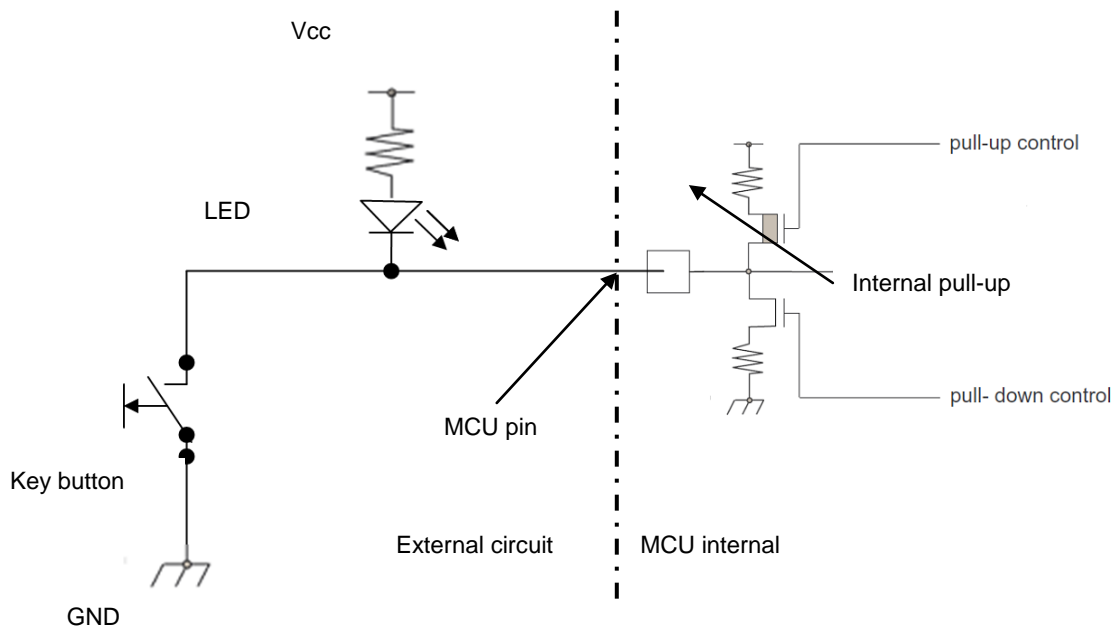 Vcc
pull-up control
LED
Internal pull-up
MCU pin
pull- down control
Key button
External circuit
MCU internal
GND